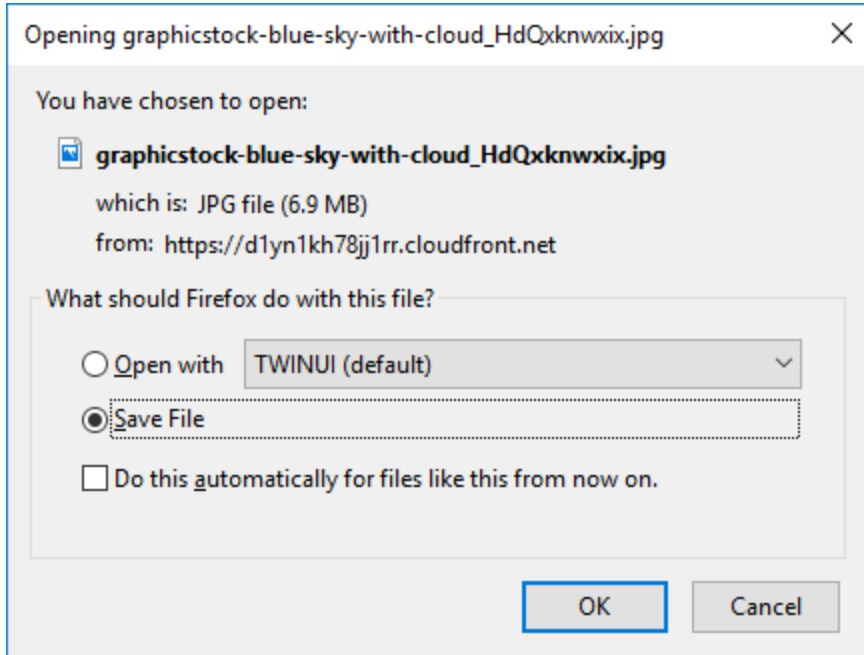 Opening graphicstock-blue-sky-with-cloud_HdQxknwxix.jpg
You have chosen to open:
graphicstock-blue-sky-with-cloud_HdQxknwxix.jpg
which is: JPG file (6.9 MB)
from: https://d1yn1kh78jj1rr.cloudfront.net
What should Firefox do with this file?
Open with TWINUI (default)
Save File
Do this automatically for files like this from now on.
OK Cancel